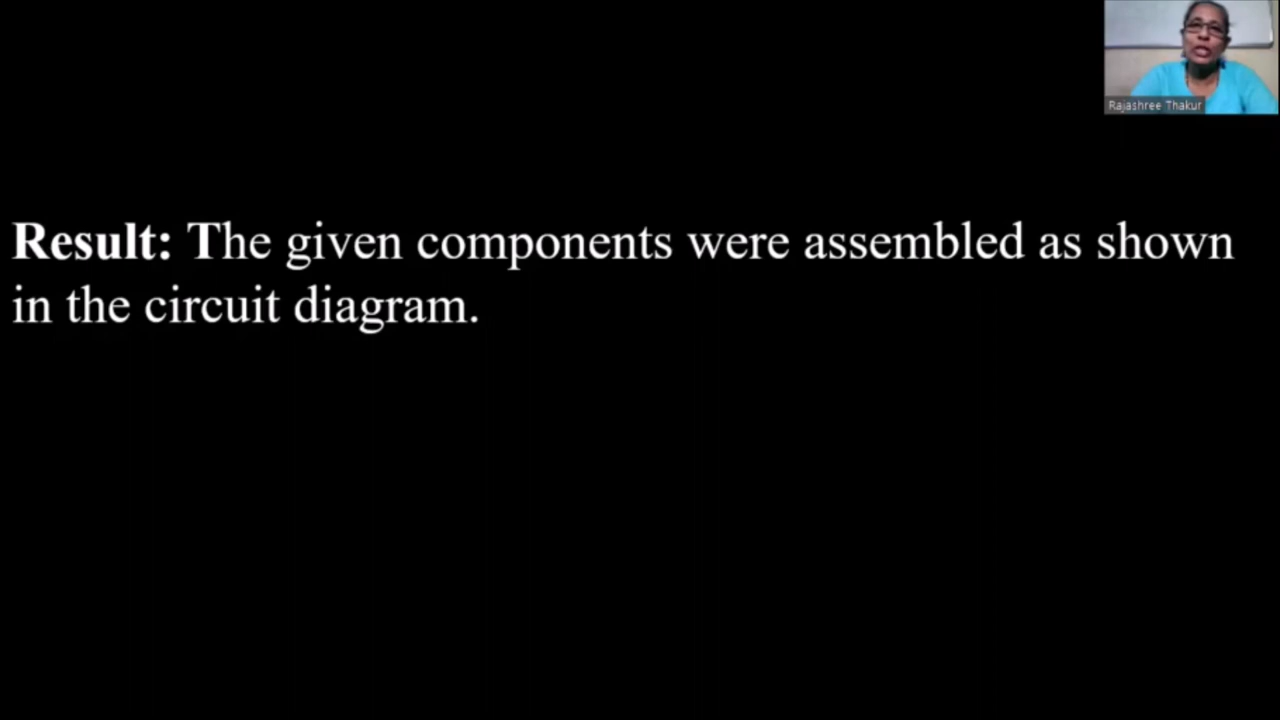 Rajashree Thakur
Result: The given components were assembled as shown
in the circuit diagram.